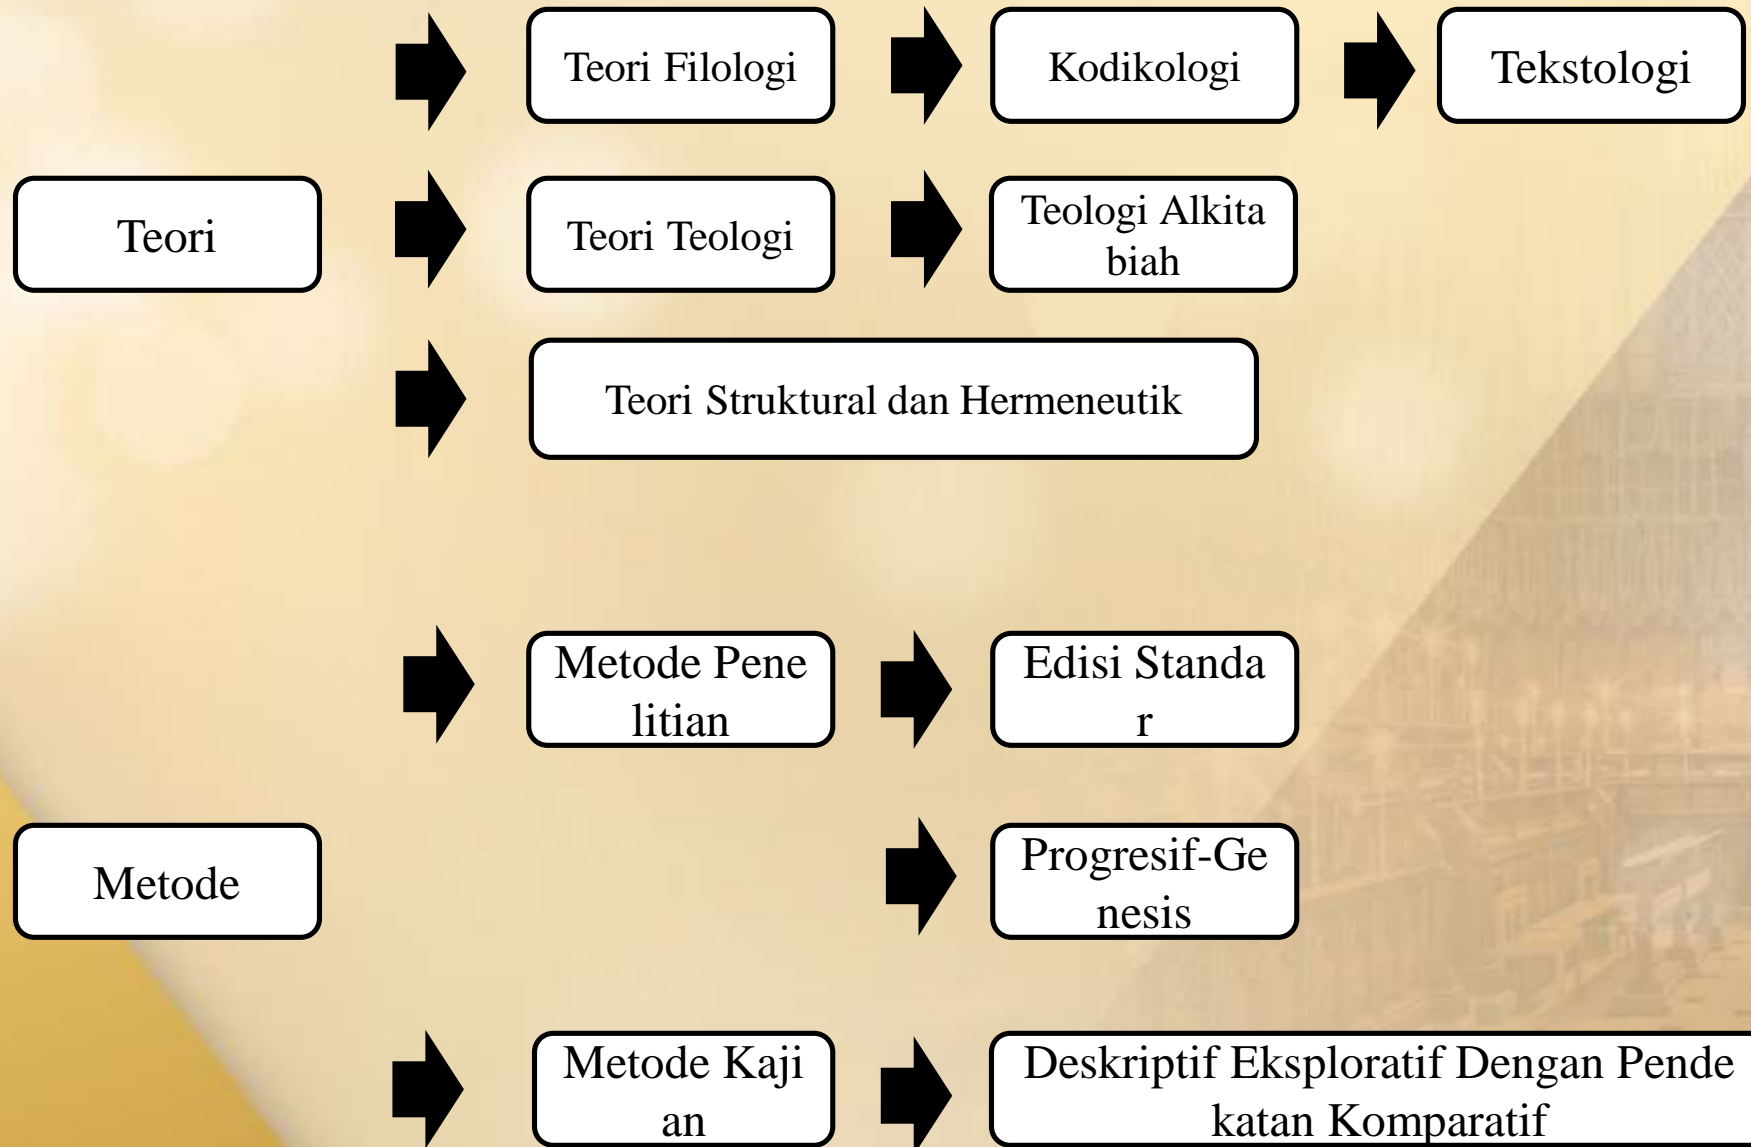 Teori Filologi
Kodikologi
Tekstologi
Teori
Teori Teologi
Teologi Alkita
biah
Teori Struktural dan Hermeneutik
Metode Pene
litian
Edisi Standa
r
Metode
Progresif-Ge
nesis
Metode Kaji
an
Deskriptif Eksploratif Dengan Pende
katan Komparatif